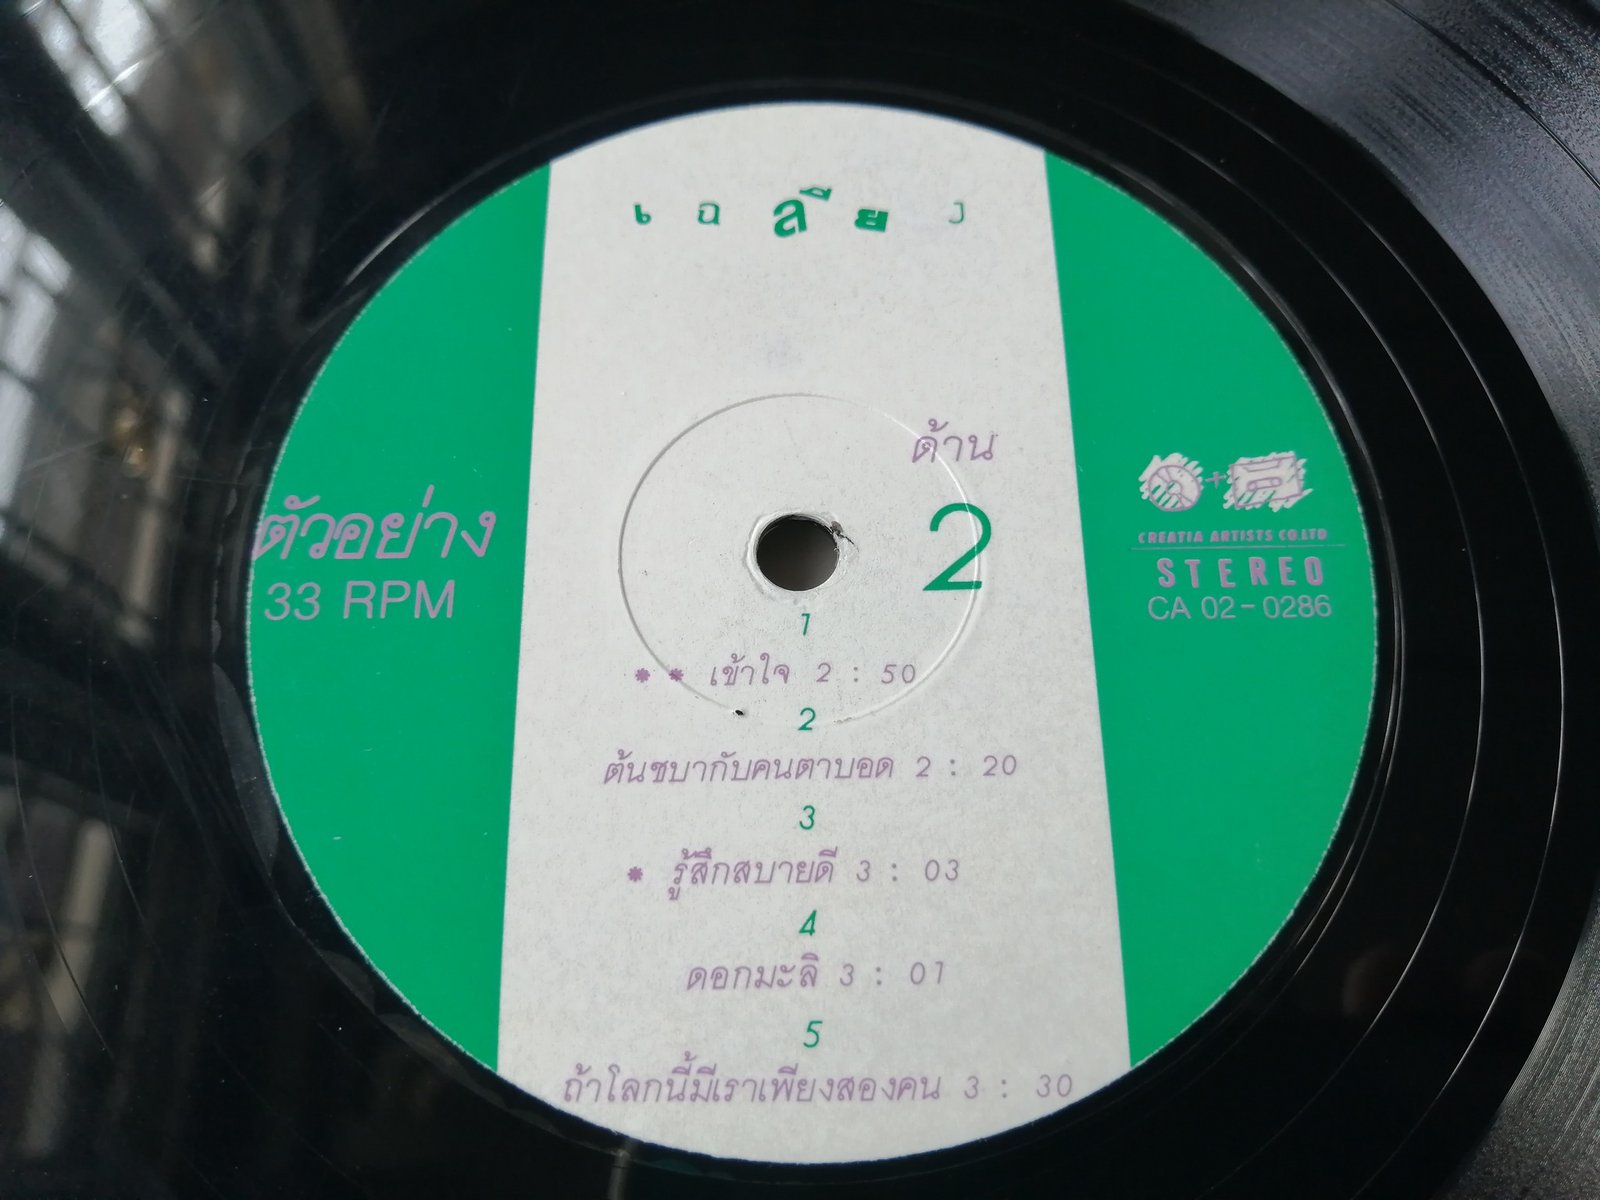 เฉลียง
ด้าน
2
ตัวอย่าง
33 RPM
CREATIA ARTISTS CO.LTD
STEREO
CA 02-0286
1
** เข้าใจ 2 : 50
2
ต้นชบากับคนตาบอด 2 : 20
3
* รู้สึกสบายดี 3 : 03
4
ดอกมะลิ 3 : 01
5
ถ้าโลกนี้มีเราเพียงสองคน 3 : 30